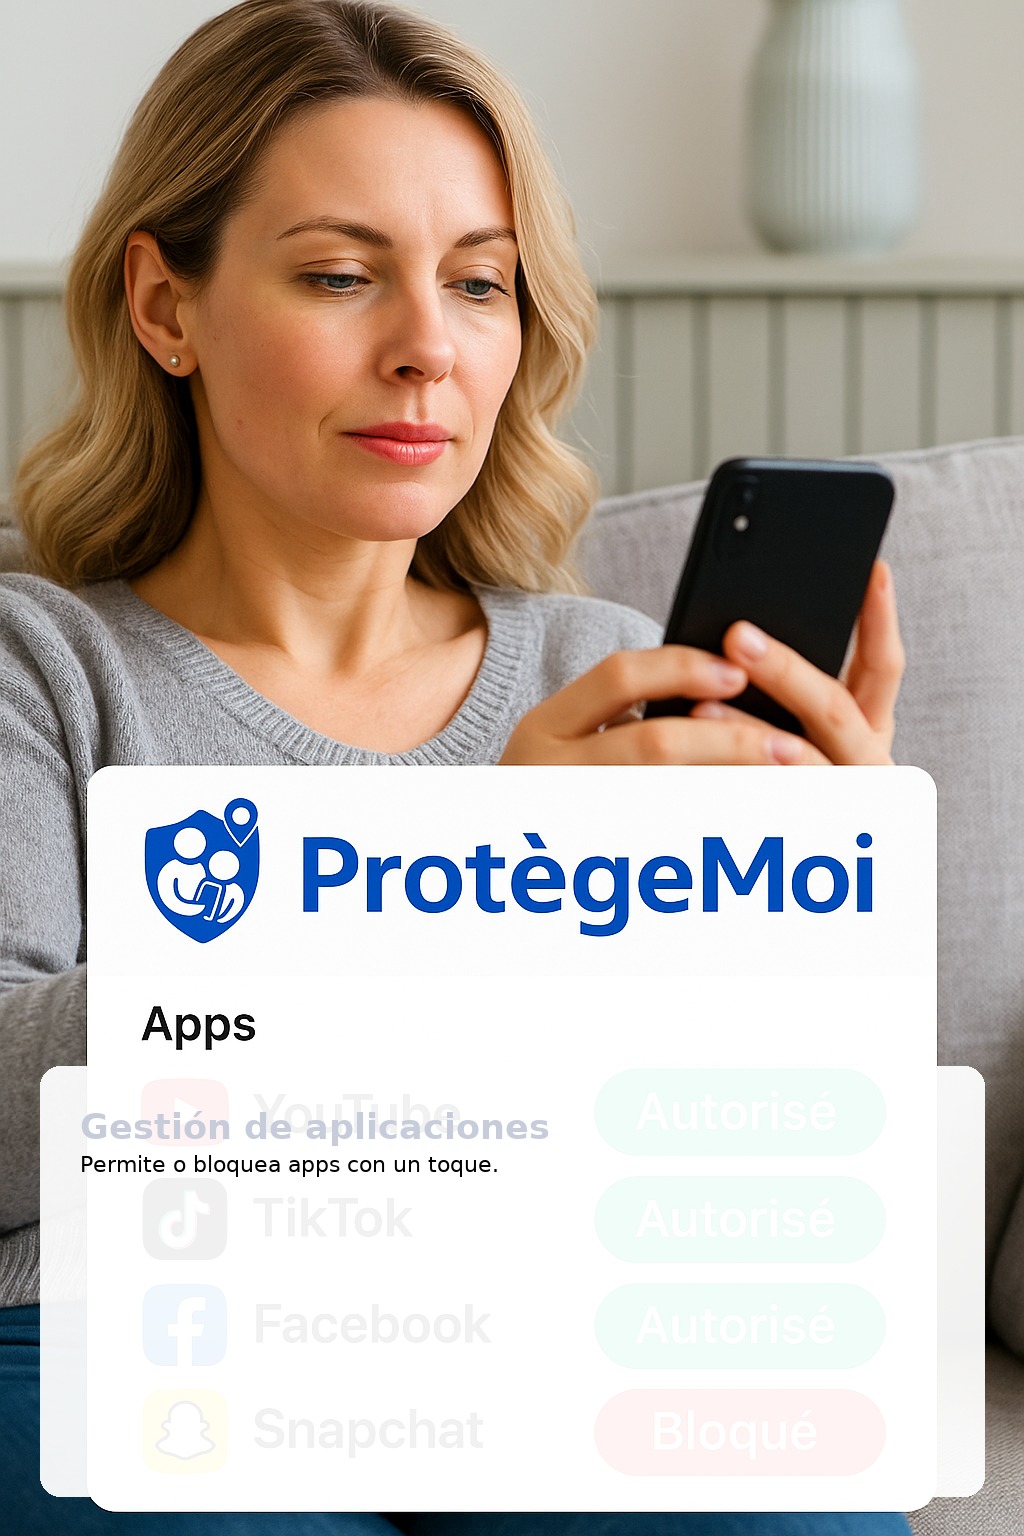 ProtègeMoi
Apps
YouTube Autorisé
Gestión de aplicaciones
Permite o bloquea apps con un toque.
TikTok Autorisé
Facebook Autorisé
Snapchat Bloqué